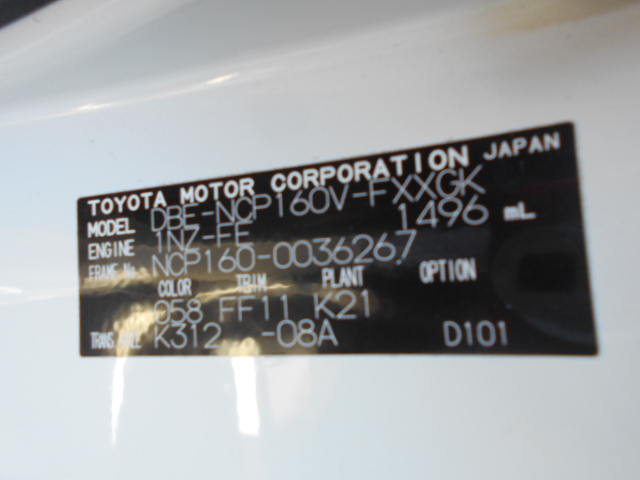 TOYOTA MOTOR CORPORATION JAPAN
MODEL DBE-NCP160V-FXXGK
ENGINE 1NZ-FE 1496 mL
FRAME No. NCP160-0036267
COLOR TRIM PLANT OPTION
058 FF11 K21
TRANS/AXLE K312 -08A D101